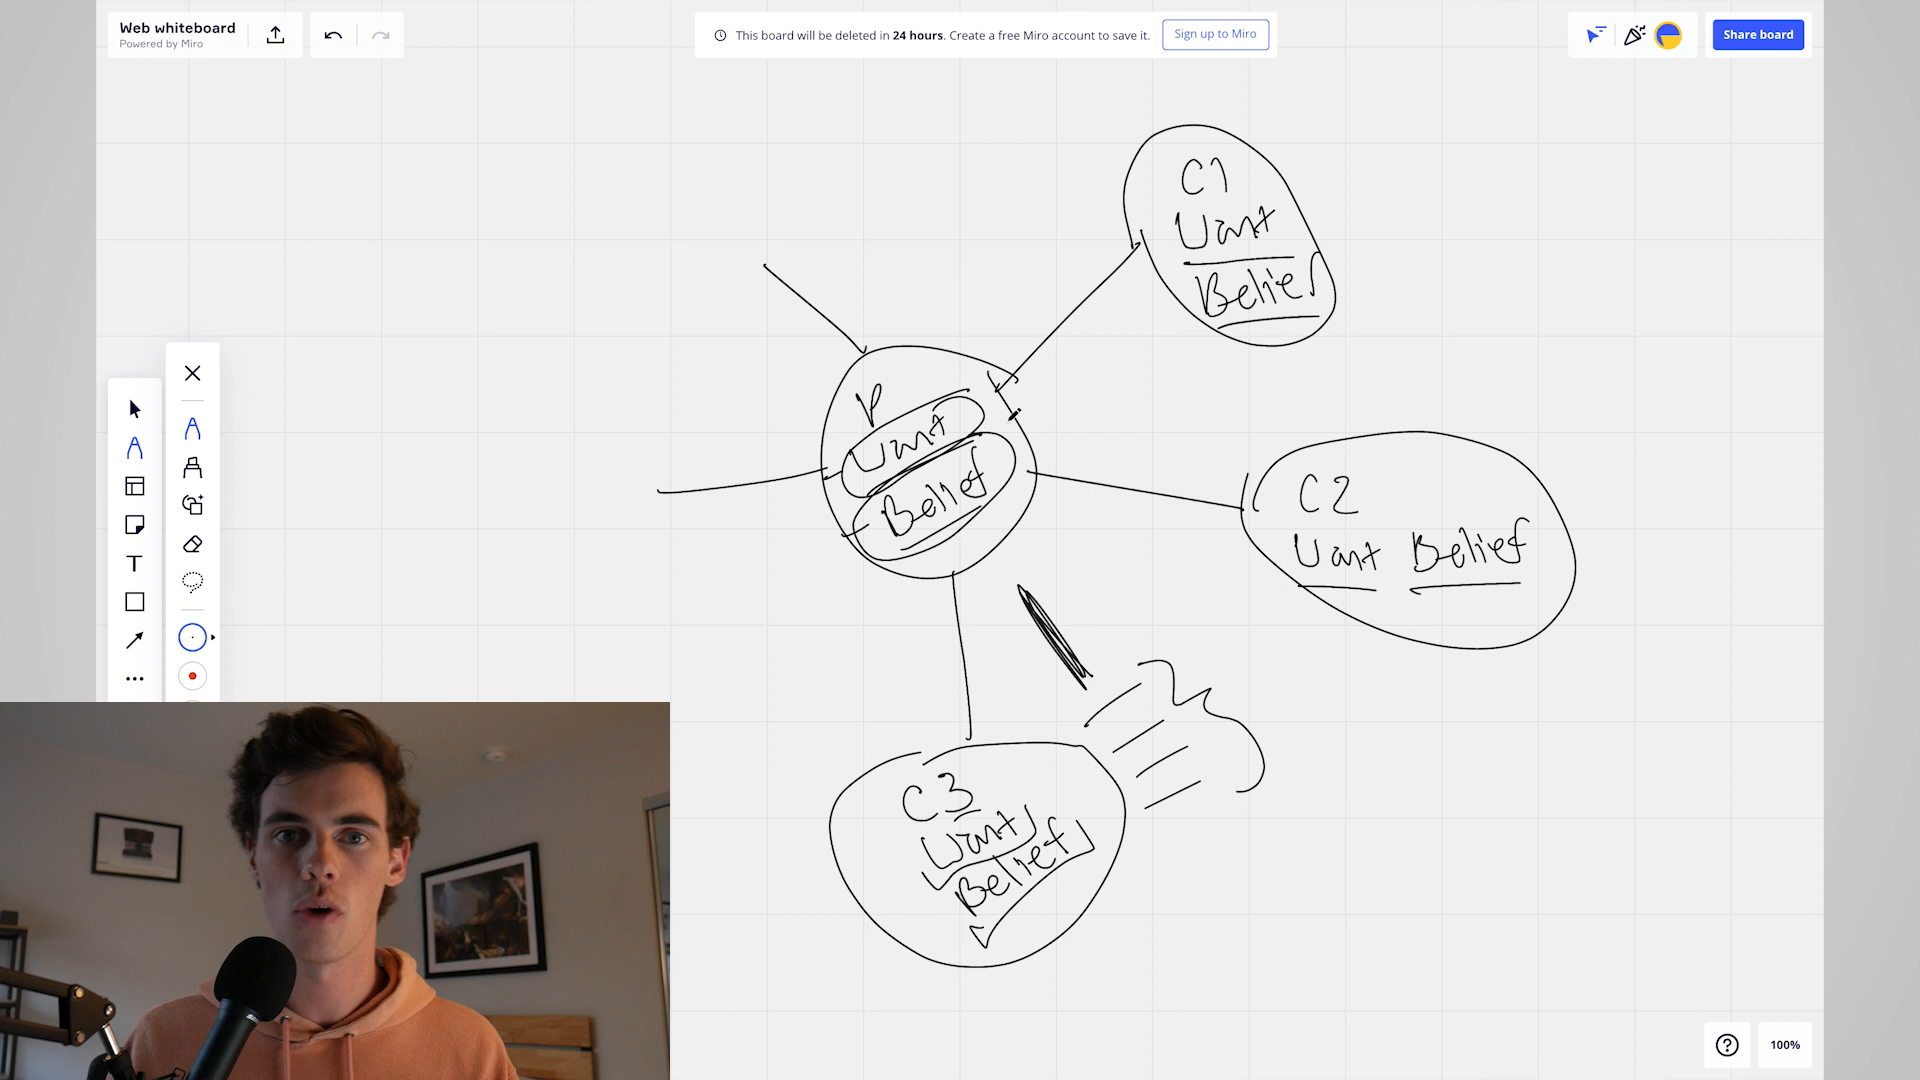 Web whiteboard
Powered by Miro
This board will be deleted in 24 hours. Create a free Miro account to save it.
Sign up to Miro
Share board
C1
Want
Belief
P
Want
Belief
C2
Want Belief
T
C3
Want
Belief
100%